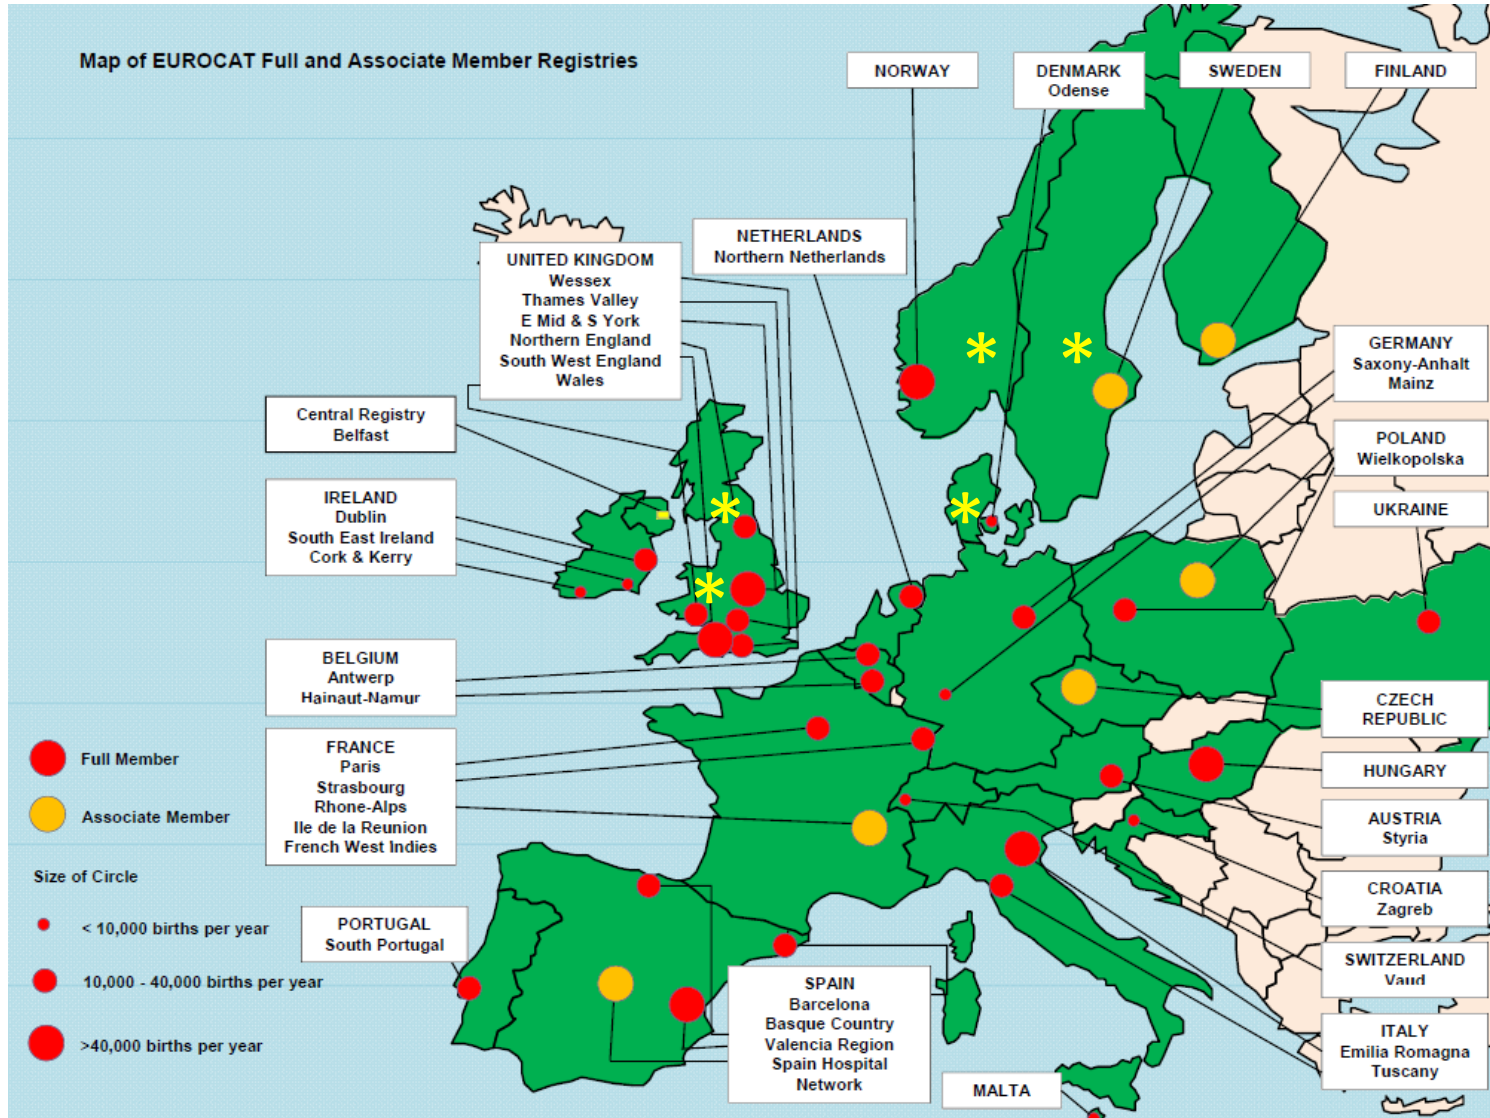 Map of EUROCAT Full and Associate Member Registries
NORWAY
DENMARK
Odense
SWEDEN
FINLAND
NETHERLANDS
Northern Netherlands
UNITED KINGDOM
Wessex
Thames Valley
E Mid & S York
Northern England
South West England
Wales
GERMANY
Saxony-Anhalt
Mainz
Central Registry
Belfast
POLAND
Wielkopolska
IRELAND
Dublin
South East Ireland
Cork & Kerry
UKRAINE
BELGIUM
Antwerp
Hainaut-Namur
CZECH
REPUBLIC
FRANCE
Paris
Strasbourg
Rhone-Alps
Ile de la Reunion
French West Indies
HUNGARY
Full Member
Associate Member
AUSTRIA
Styria
Size of Circle
< 10,000 births per year
10,000 - 40,000 births per year
>40,000 births per year
CROATIA
Zagreb
PORTUGAL
South Portugal
SWITZERLAND
Vaud
SPAIN
Barcelona
Basque Country
Valencia Region
Spain Hospital
Network
ITALY
Emilia Romagna
Tuscany
MALTA